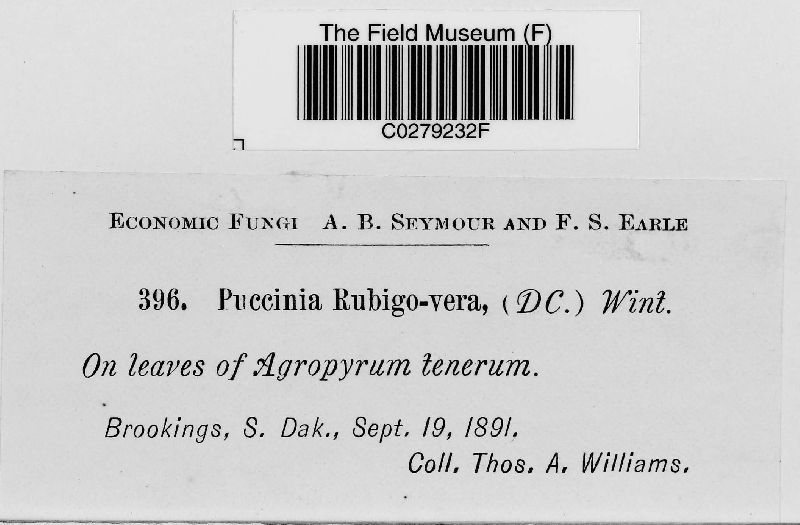 The Field Museum (F)
C0279232F
Economic Fungi A. B. Seymour and F. S. Earle
396. Puccinia Rubigo-vera, (DC.) Wint.
On leaves of Agropyrum tenerum.
Brookings, S. Dak., Sept. 19, 1891.
Coll. Thos. A. Williams.